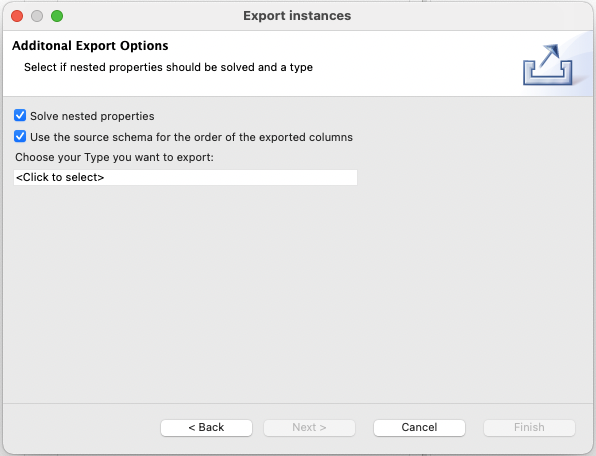 Export instances
Additonal Export Options
Select if nested properties should be solved and a type
Solve nested properties
Use the source schema for the order of the exported columns
Choose your Type you want to export:
<Click to select>
< Back
Next >
Cancel
Finish